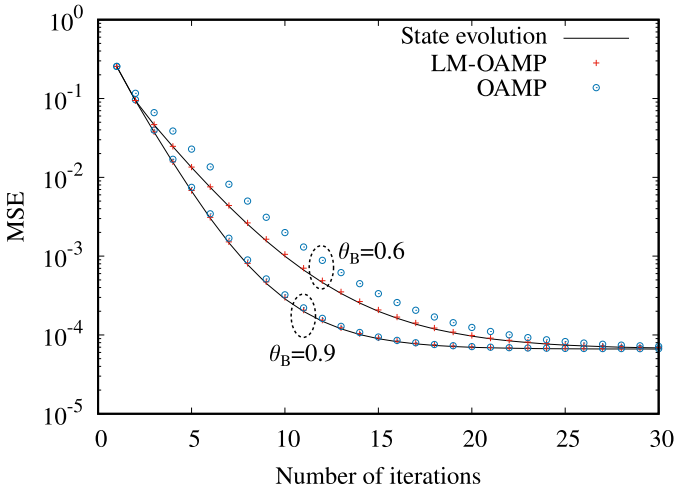 10^0
10^-1
10^-2
10^-3
10^-4
10^-5
MSE
State evolution
LM-OAMP
OAMP
θ_B=0.6
θ_B=0.9
0 5 10 15 20 25 30
Number of iterations